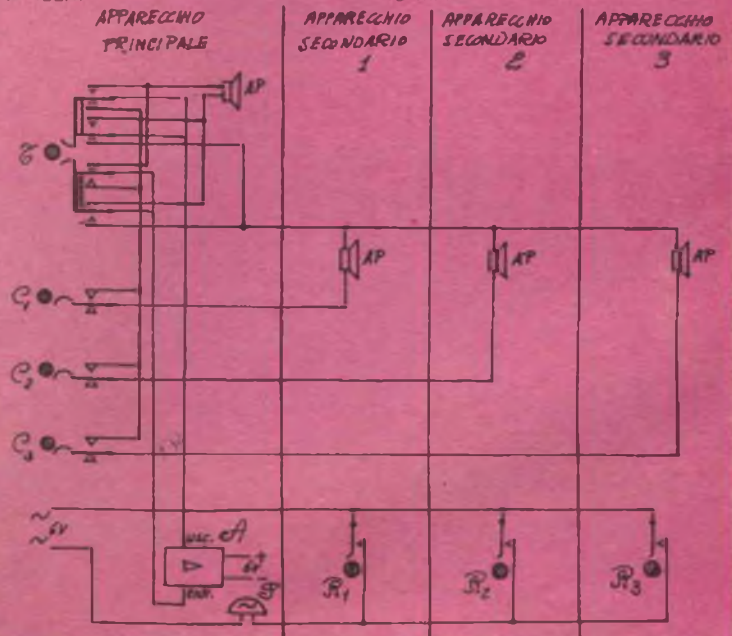 APPARECCHIO PRINCIPALE
APPARECCHIO SECONDARIO 1
APPARECCHIO SECONDARIO 2
APPARECCHIO SECONDARIO 3
AP
T
AP
AP
AP
C1
C2
C3
~
~ 6V
usc. A
6V + -
entr.
R1
R2
R3